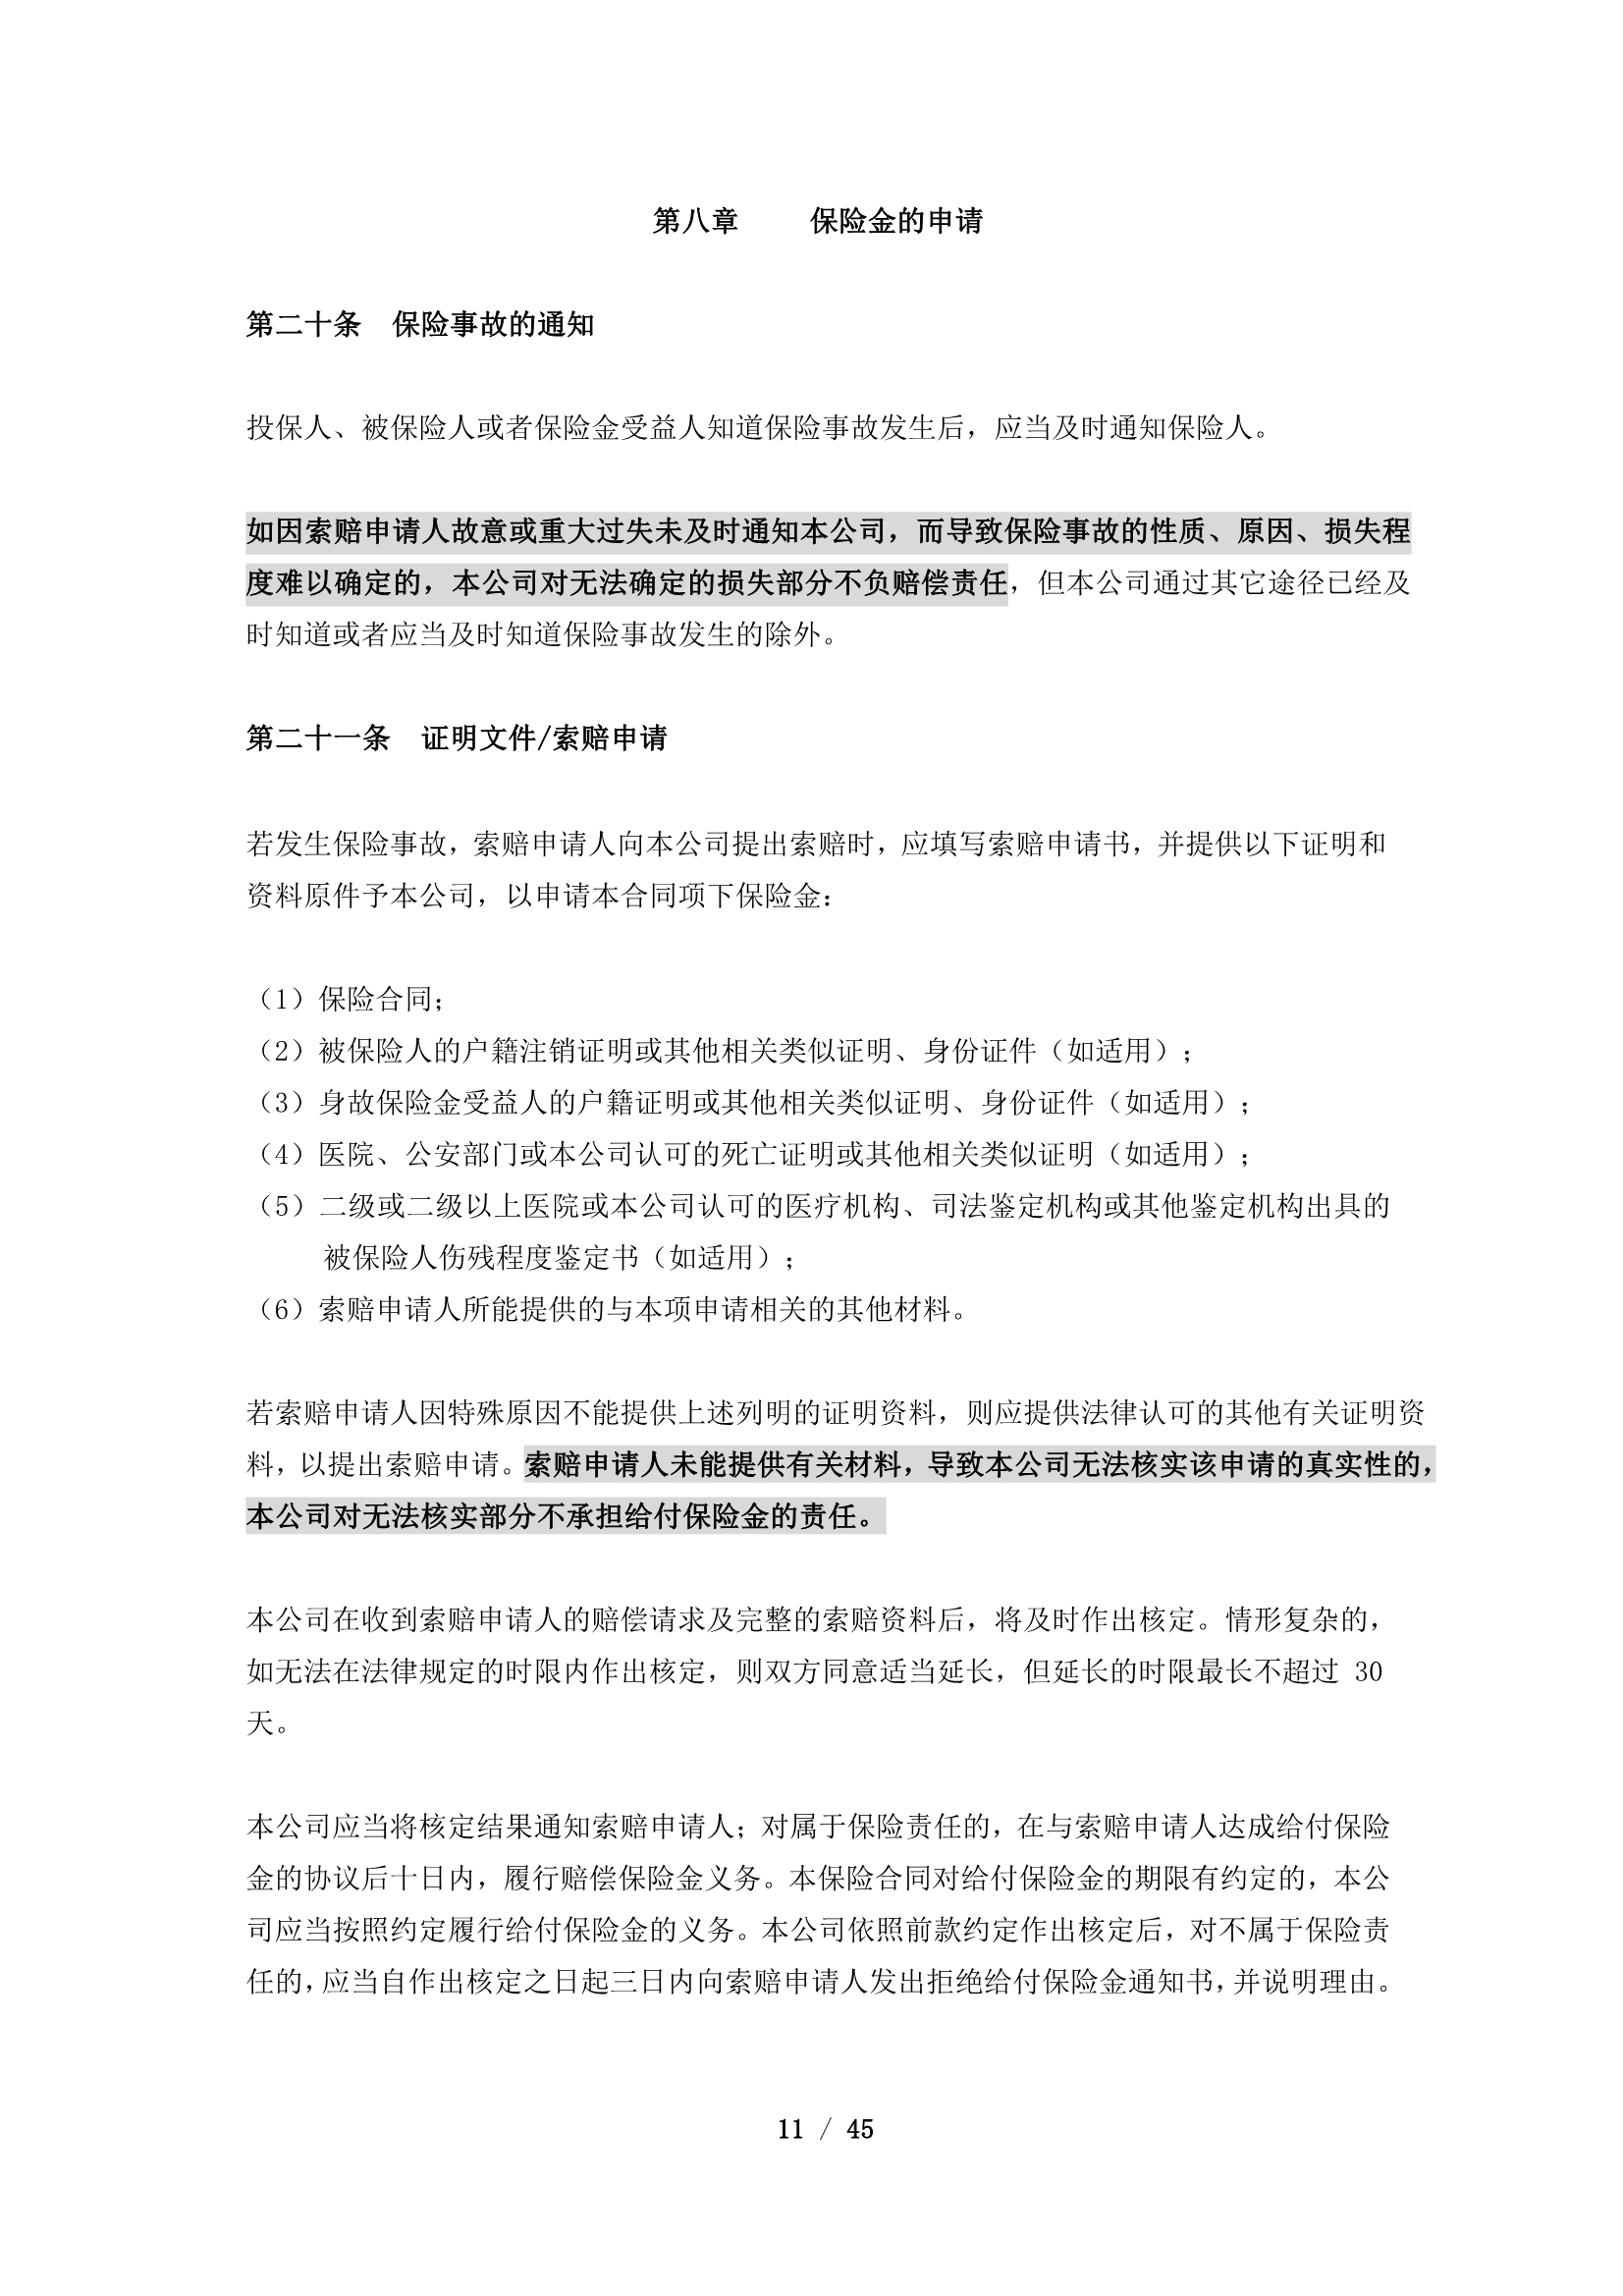 第八章 保险金的申请
第二十条 保险事故的通知
投保人、被保险人或者保险金受益人知道保险事故发生后，应当及时通知保险人。
如因索赔申请人故意或重大过失未及时通知本公司，而导致保险事故的性质、原因、损失程
度难以确定的，本公司对无法确定的损失部分不负赔偿责任，但本公司通过其它途径已经及
时知道或者应当及时知道保险事故发生的除外。
第二十一条 证明文件/索赔申请
若发生保险事故，索赔申请人向本公司提出索赔时，应填写索赔申请书，并提供以下证明和
资料原件予本公司，以申请本合同项下保险金：
（1）保险合同；
（2）被保险人的户籍注销证明或其他相关类似证明、身份证件（如适用）；
（3）身故保险金受益人的户籍证明或其他相关类似证明、身份证件（如适用）；
（4）医院、公安部门或本公司认可的死亡证明或其他相关类似证明（如适用）；
（5）二级或二级以上医院或本公司认可的医疗机构、司法鉴定机构或其他鉴定机构出具的
被保险人伤残程度鉴定书（如适用）；
（6）索赔申请人所能提供的与本项申请相关的其他材料。
若索赔申请人因特殊原因不能提供上述列明的证明资料，则应提供法律认可的其他有关证明资
料，以提出索赔申请。索赔申请人未能提供有关材料，导致本公司无法核实该申请的真实性的，
本公司对无法核实部分不承担给付保险金的责任。
本公司在收到索赔申请人的赔偿请求及完整的索赔资料后，将及时作出核定。情形复杂的，
如无法在法律规定的时限内作出核定，则双方同意适当延长，但延长的时限最长不超过 30
天。
本公司应当将核定结果通知索赔申请人；对属于保险责任的，在与索赔申请人达成给付保险
金的协议后十日内，履行赔偿保险金义务。本保险合同对给付保险金的期限有约定的，本公
司应当按照约定履行给付保险金的义务。本公司依照前款约定作出核定后，对不属于保险责
任的，应当自作出核定之日起三日内向索赔申请人发出拒绝给付保险金通知书，并说明理由。
11 / 45